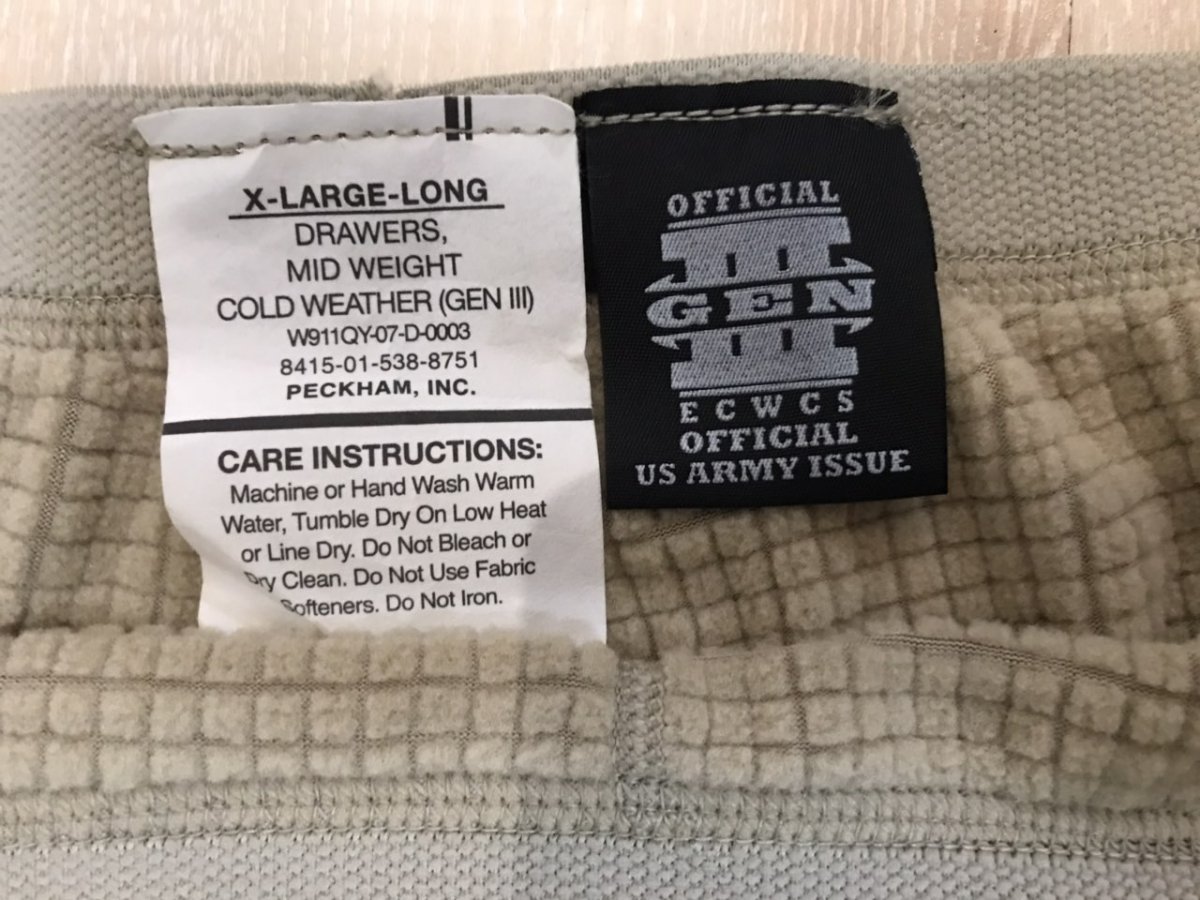 X-LARGE-LONG
DRAWERS,
MID WEIGHT
COLD WEATHER (GEN III)
W911QY-07-D-0003
8415-01-538-8751
PECKHAM, INC.
CARE INSTRUCTIONS:
Machine or Hand Wash Warm
Water, Tumble Dry On Low Heat
or Line Dry. Do Not Bleach or
Dry Clean. Do Not Use Fabric
Softeners. Do Not Iron.
OFFICIAL
III
GEN
ECWCS
OFFICIAL
US ARMY ISSUE